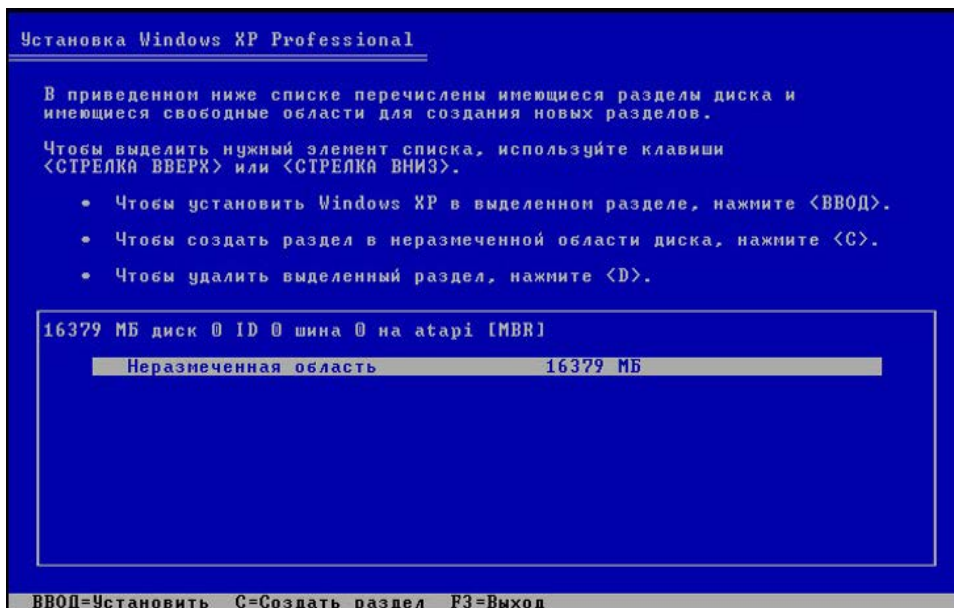 Установка Windows XP Professional
В приведенном ниже списке перечислены имеющиеся разделы диска и
имеющиеся свободные области для создания новых разделов.
Чтобы выделить нужный элемент списка, используйте клавиши
<СТРЕЛКА ВВЕРХ> или <СТРЕЛКА ВНИЗ>.
• Чтобы установить Windows XP в выделенном разделе, нажмите <ВВОД>.
• Чтобы создать раздел в неразмеченной области диска, нажмите <C>.
• Чтобы удалить выделенный раздел, нажмите <D>.
16379 МБ диск 0 ID 0 шина 0 на atapi [MBR]
Неразмеченная область 16379 МБ
ВВОД=Установить C=Создать раздел F3=Выход